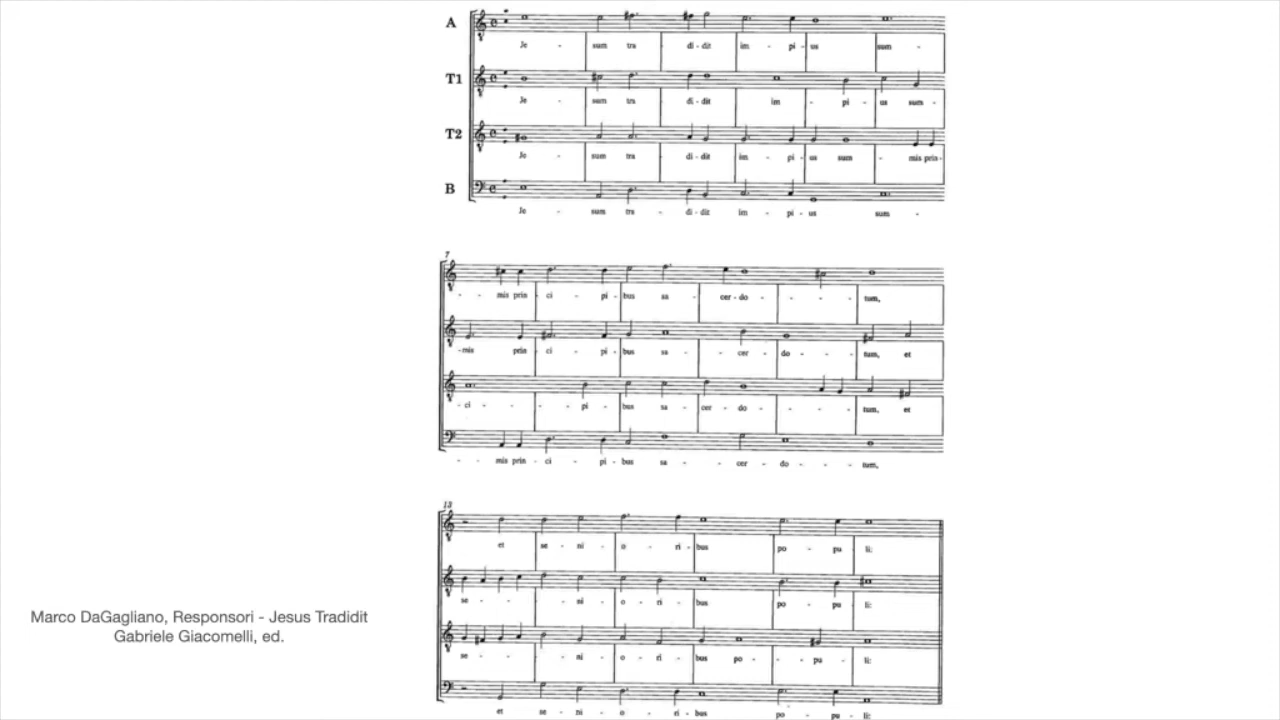 A
Je - sum tra - di - dit im - pi - us sum -
T1
Je - sum tra di - dit im - pi - us sum -
T2
Je - sum tra - di - dit im - pi - us sum - mis prin -
B
Je - sum tra - di - dit im - pi - us sum -
7
- - mis prin - ci - pi - bus sa - cer - do - - tum,
-mis prin - ci - pi - bus sa - - cer - do - - tum, et
- ci - - pi - bus sa - cer - do - - - tum, et
- - mis prin - ci - pi - bus sa - - cer - do - - tum,
13
et se - ni - o - ri - bus po - pu li:
se - - ni - o - ri - bus po - pu li:
se - - ni - o - ri - bus po - - pu - li:
et se - ni - o - ri - bus po - pu - li:
Marco DaGagliano, Responsori - Jesus Tradidit
Gabriele Giacomelli, ed.